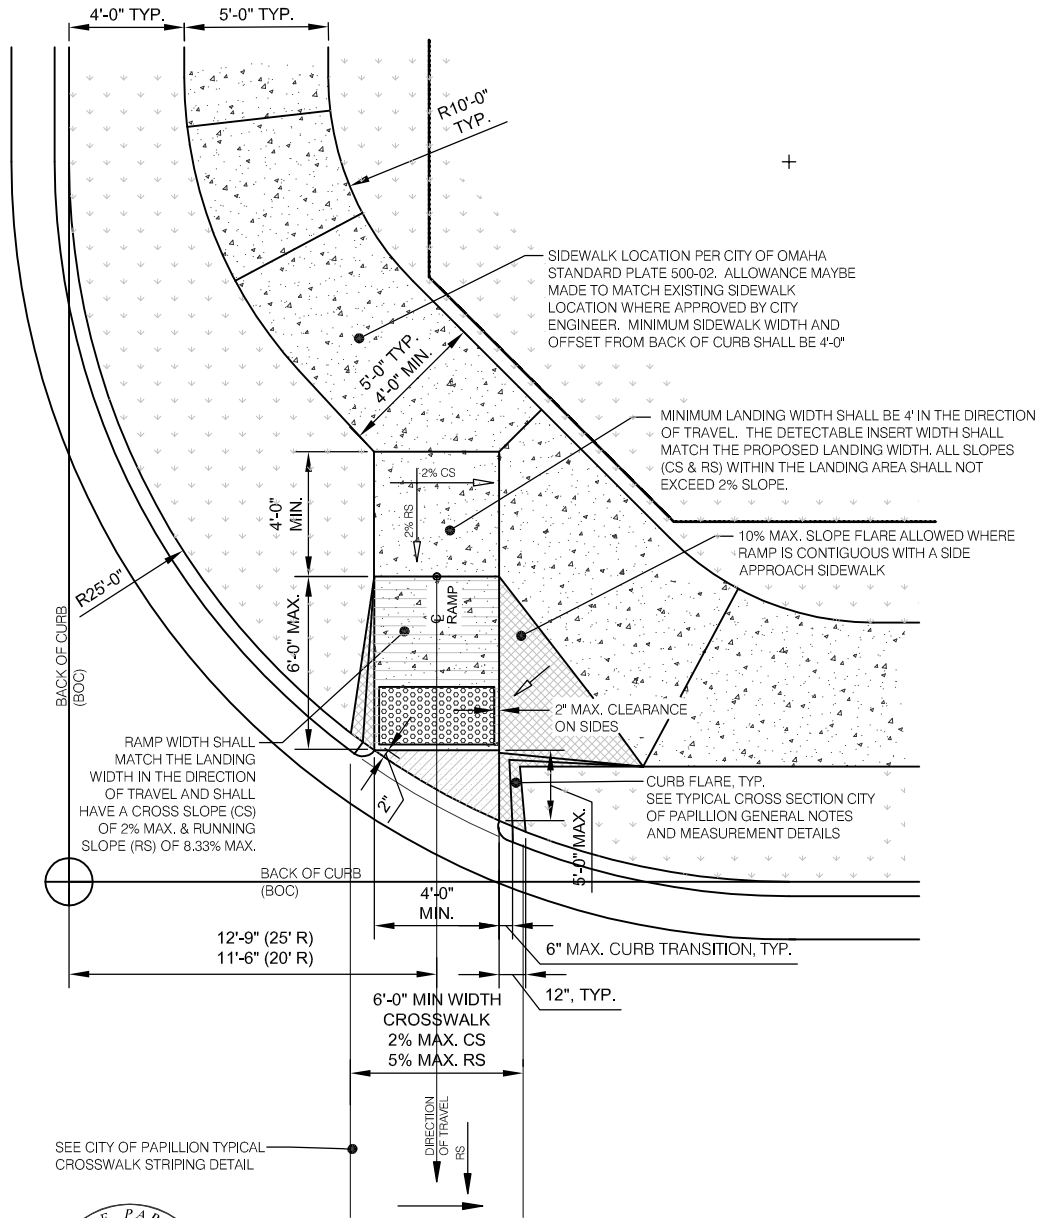 4'-0" TYP.
5'-0" TYP.
R10'-0"
TYP.
SIDEWALK LOCATION PER CITY OF OMAHA
STANDARD PLATE 500-02. ALLOWANCE MAYBE
MADE TO MATCH EXISTING SIDEWALK
LOCATION WHERE APPROVED BY CITY
ENGINEER. MINIMUM SIDEWALK WIDTH AND
OFFSET FROM BACK OF CURB SHALL BE 4'-0"
5'-0" TYP
4'-0" MIN.
MINIMUM LANDING WIDTH SHALL BE 4' IN THE DIRECTION
OF TRAVEL. THE DETECTABLE INSERT WIDTH SHALL
MATCH THE PROPOSED LANDING WIDTH. ALL SLOPES
(CS & RS) WITHIN THE LANDING AREA SHALL NOT
EXCEED 2% SLOPE.
2% CS
2% RS
4'-0"
MIN.
10% MAX. SLOPE FLARE ALLOWED WHERE
RAMP IS CONTIGUOUS WITH A SIDE
APPROACH SIDEWALK
R25'-0"
BACK OF CURB
(BOC)
6'-0" MAX.
℄
RAMP
2" MAX. CLEARANCE
ON SIDES
RAMP WIDTH SHALL
MATCH THE LANDING
WIDTH IN THE DIRECTION
OF TRAVEL AND SHALL
HAVE A CROSS SLOPE (CS)
OF 2% MAX. & RUNNING
SLOPE (RS) OF 8.33% MAX.
2"
CURB FLARE, TYP.
SEE TYPICAL CROSS SECTION CITY
OF PAPILLION GENERAL NOTES
AND MEASUREMENT DETAILS
5'-0" MAX.
BACK OF CURB
(BOC)
4'-0"
MIN.
12'-9" (25' R)
11'-6" (20' R)
6" MAX. CURB TRANSITION, TYP.
12", TYP.
6'-0" MIN WIDTH
CROSSWALK
2% MAX. CS
5% MAX. RS
DIRECTION
OF TRAVEL
RS
SEE CITY OF PAPILLION TYPICAL
CROSSWALK STRIPING DETAIL